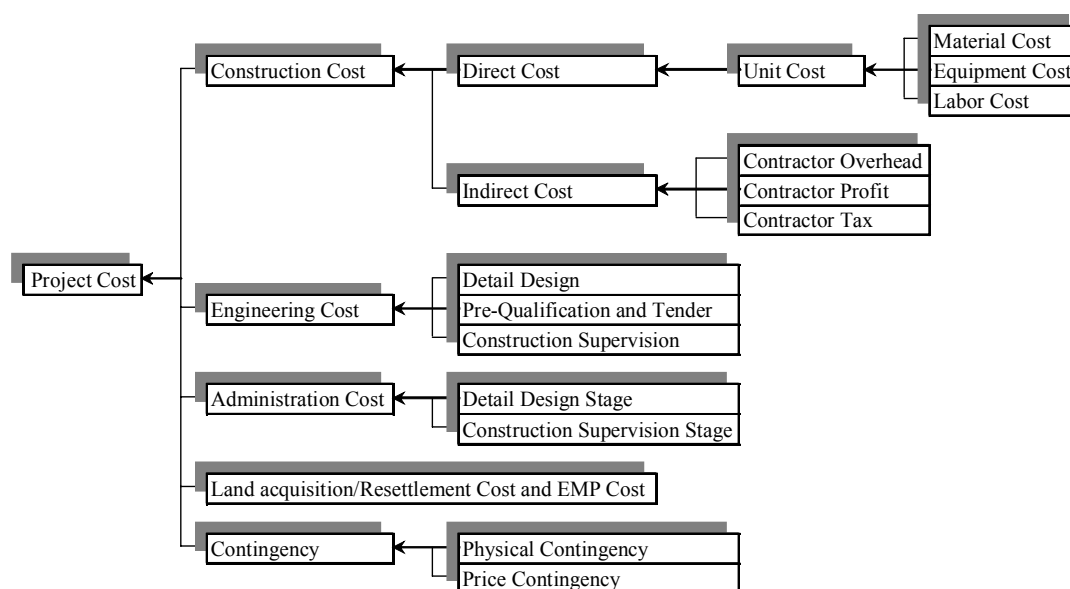 Material Cost
Construction Cost
Direct Cost
Unit Cost
Equipment Cost
Labor Cost
Contractor Overhead
Indirect Cost
Contractor Profit
Contractor Tax
Project Cost
Detail Design
Engineering Cost
Pre-Qualification and Tender
Construction Supervision
Administration Cost
Detail Design Stage
Construction Supervision Stage
Land acquisition/Resettlement Cost and EMP Cost
Contingency
Physical Contingency
Price Contingency